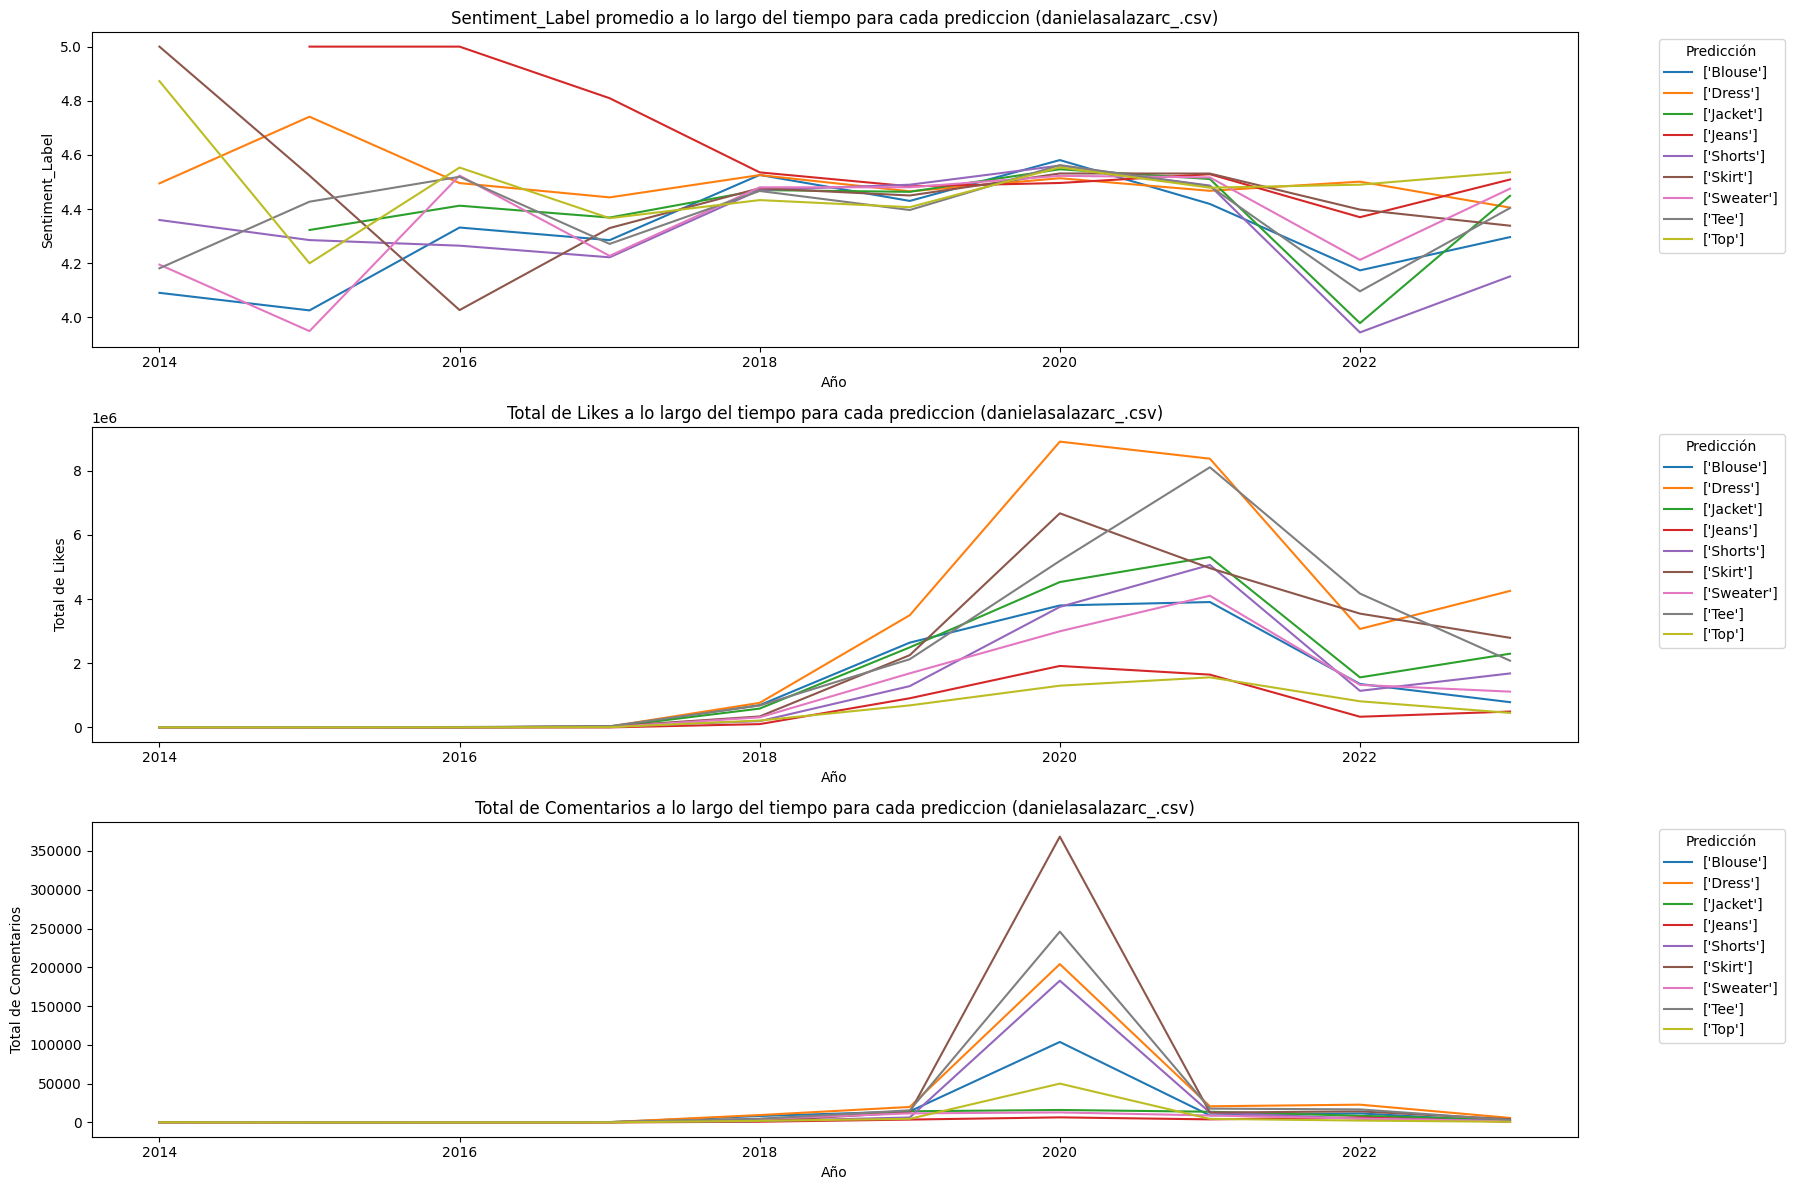 Sentiment_Label promedio a lo largo del tiempo para cada prediccion (danielasalazarc_.csv)
Sentiment_Label
5.0
4.8
4.6
4.4
4.2
4.0
2014 2016 2018 2020 2022
Año
Predicción
['Blouse']
['Dress']
['Jacket']
['Jeans']
['Shorts']
['Skirt']
['Sweater']
['Tee']
['Top']
Total de Likes a lo largo del tiempo para cada prediccion (danielasalazarc_.csv)
1e6
Total de Likes
8
6
4
2
0
2014 2016 2018 2020 2022
Año
Predicción
['Blouse']
['Dress']
['Jacket']
['Jeans']
['Shorts']
['Skirt']
['Sweater']
['Tee']
['Top']
Total de Comentarios a lo largo del tiempo para cada prediccion (danielasalazarc_.csv)
Total de Comentarios
350000
300000
250000
200000
150000
100000
50000
0
2014 2016 2018 2020 2022
Año
Predicción
['Blouse']
['Dress']
['Jacket']
['Jeans']
['Shorts']
['Skirt']
['Sweater']
['Tee']
['Top']